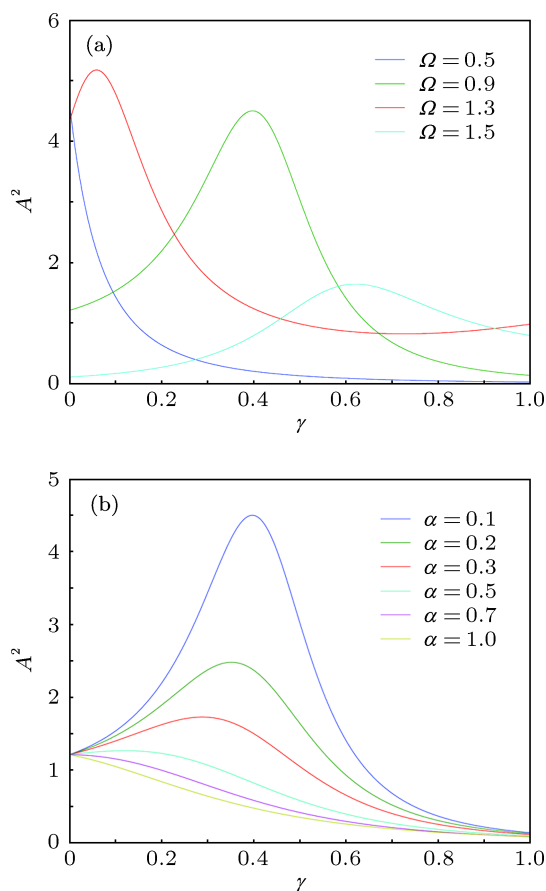 6
(a)
Ω = 0.5
Ω = 0.9
Ω = 1.3
Ω = 1.5
4
A²
2
0
0 0.2 0.4 0.6 0.8 1.0
γ
5
(b)
α = 0.1
α = 0.2
α = 0.3
α = 0.5
α = 0.7
α = 1.0
4
3
A²
2
1
0
0 0.2 0.4 0.6 0.8 1.0
γ